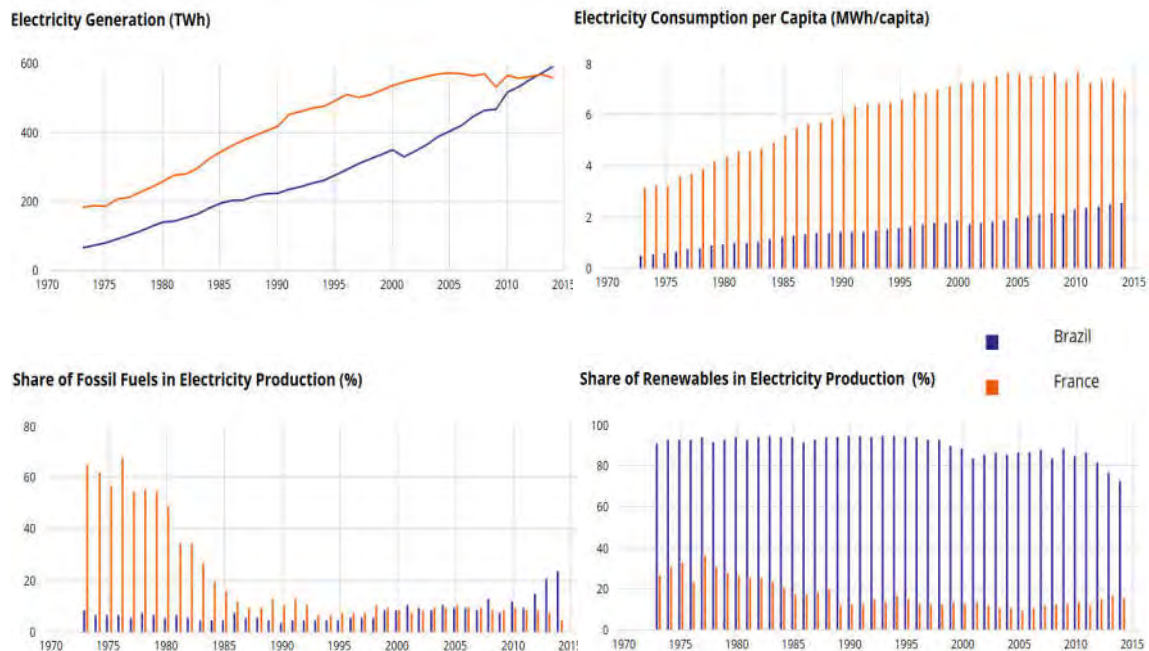 Electricity Generation (TWh)
600
400
200
0
1970 1975 1980 1985 1990 1995 2000 2005 2010 2015
Electricity Consumption per Capita (MWh/capita)
8
6
4
2
0
1970 1975 1980 1985 1990 1995 2000 2005 2010 2015
Brazil
France
Share of Fossil Fuels in Electricity Production (%)
80
60
40
20
0
1970 1975 1980 1985 1990 1995 2000 2005 2010 2015
Share of Renewables in Electricity Production (%)
100
80
60
40
20
0
1970 1975 1980 1985 1990 1995 2000 2005 2010 2015